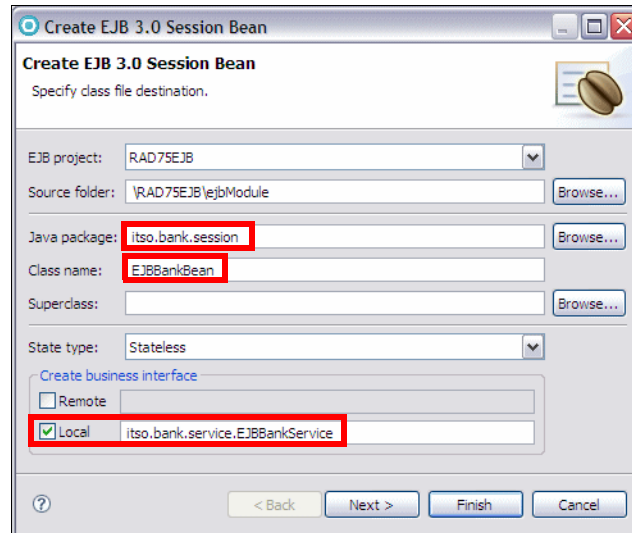 Create EJB 3.0 Session Bean
Create EJB 3.0 Session Bean
Specify class file destination.
EJB project: RAD75EJB
Source folder: \RAD75EJB\ejbModule Browse...
Java package: itso.bank.session Browse...
Class name: EJBBankBean
Superclass: Browse...
State type: Stateless
Create business interface
Remote
Local itso.bank.service.EJBBankService
? < Back Next > Finish Cancel